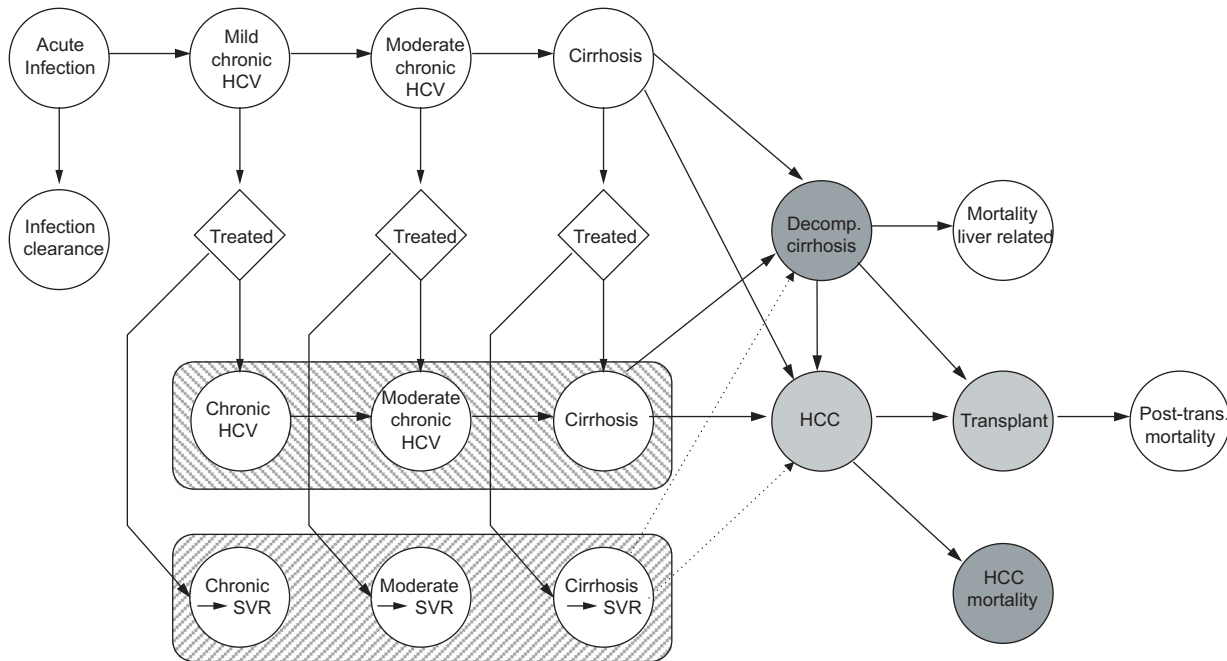 Acute
Infection
Mild
chronic
HCV
Moderate
chronic
HCV
Cirrhosis
Infection
clearance
Treated
Treated
Treated
Decomp.
cirrhosis
Mortality
liver related
Chronic
HCV
Moderate
chronic
HCV
Cirrhosis
HCC
Transplant
Post-trans.
mortality
Chronic
SVR
Moderate
SVR
Cirrhosis
SVR
HCC
mortality